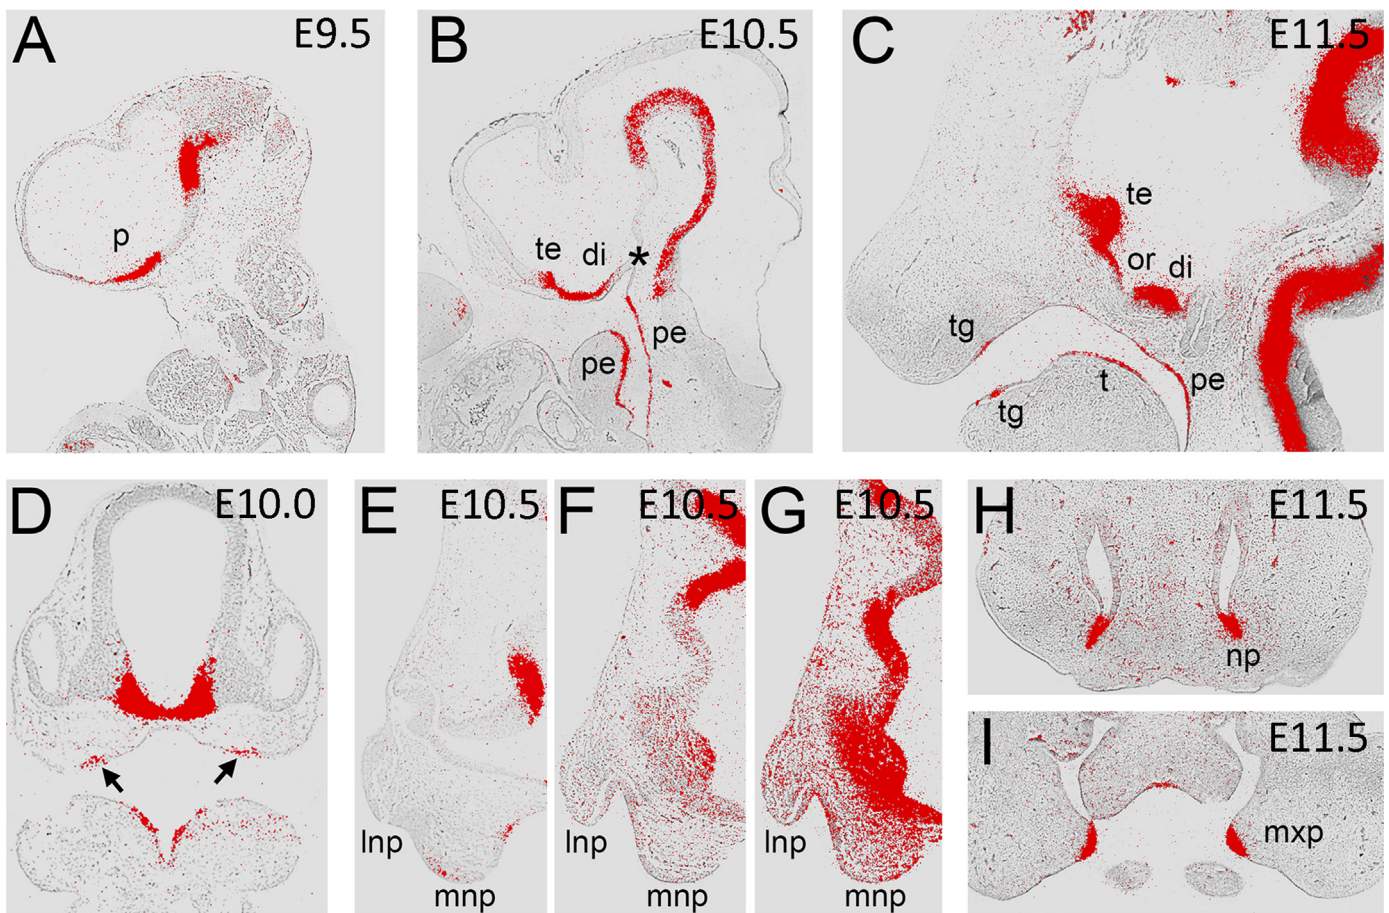 A E9.5
p
B E10.5
te di *
pe pe
C E11.5
te
or di
tg
t pe
tg
D E10.0
E E10.5
lnp
mnp
F E10.5
lnp
mnp
G E10.5
lnp
mnp
H E11.5
np
I E11.5
mxp